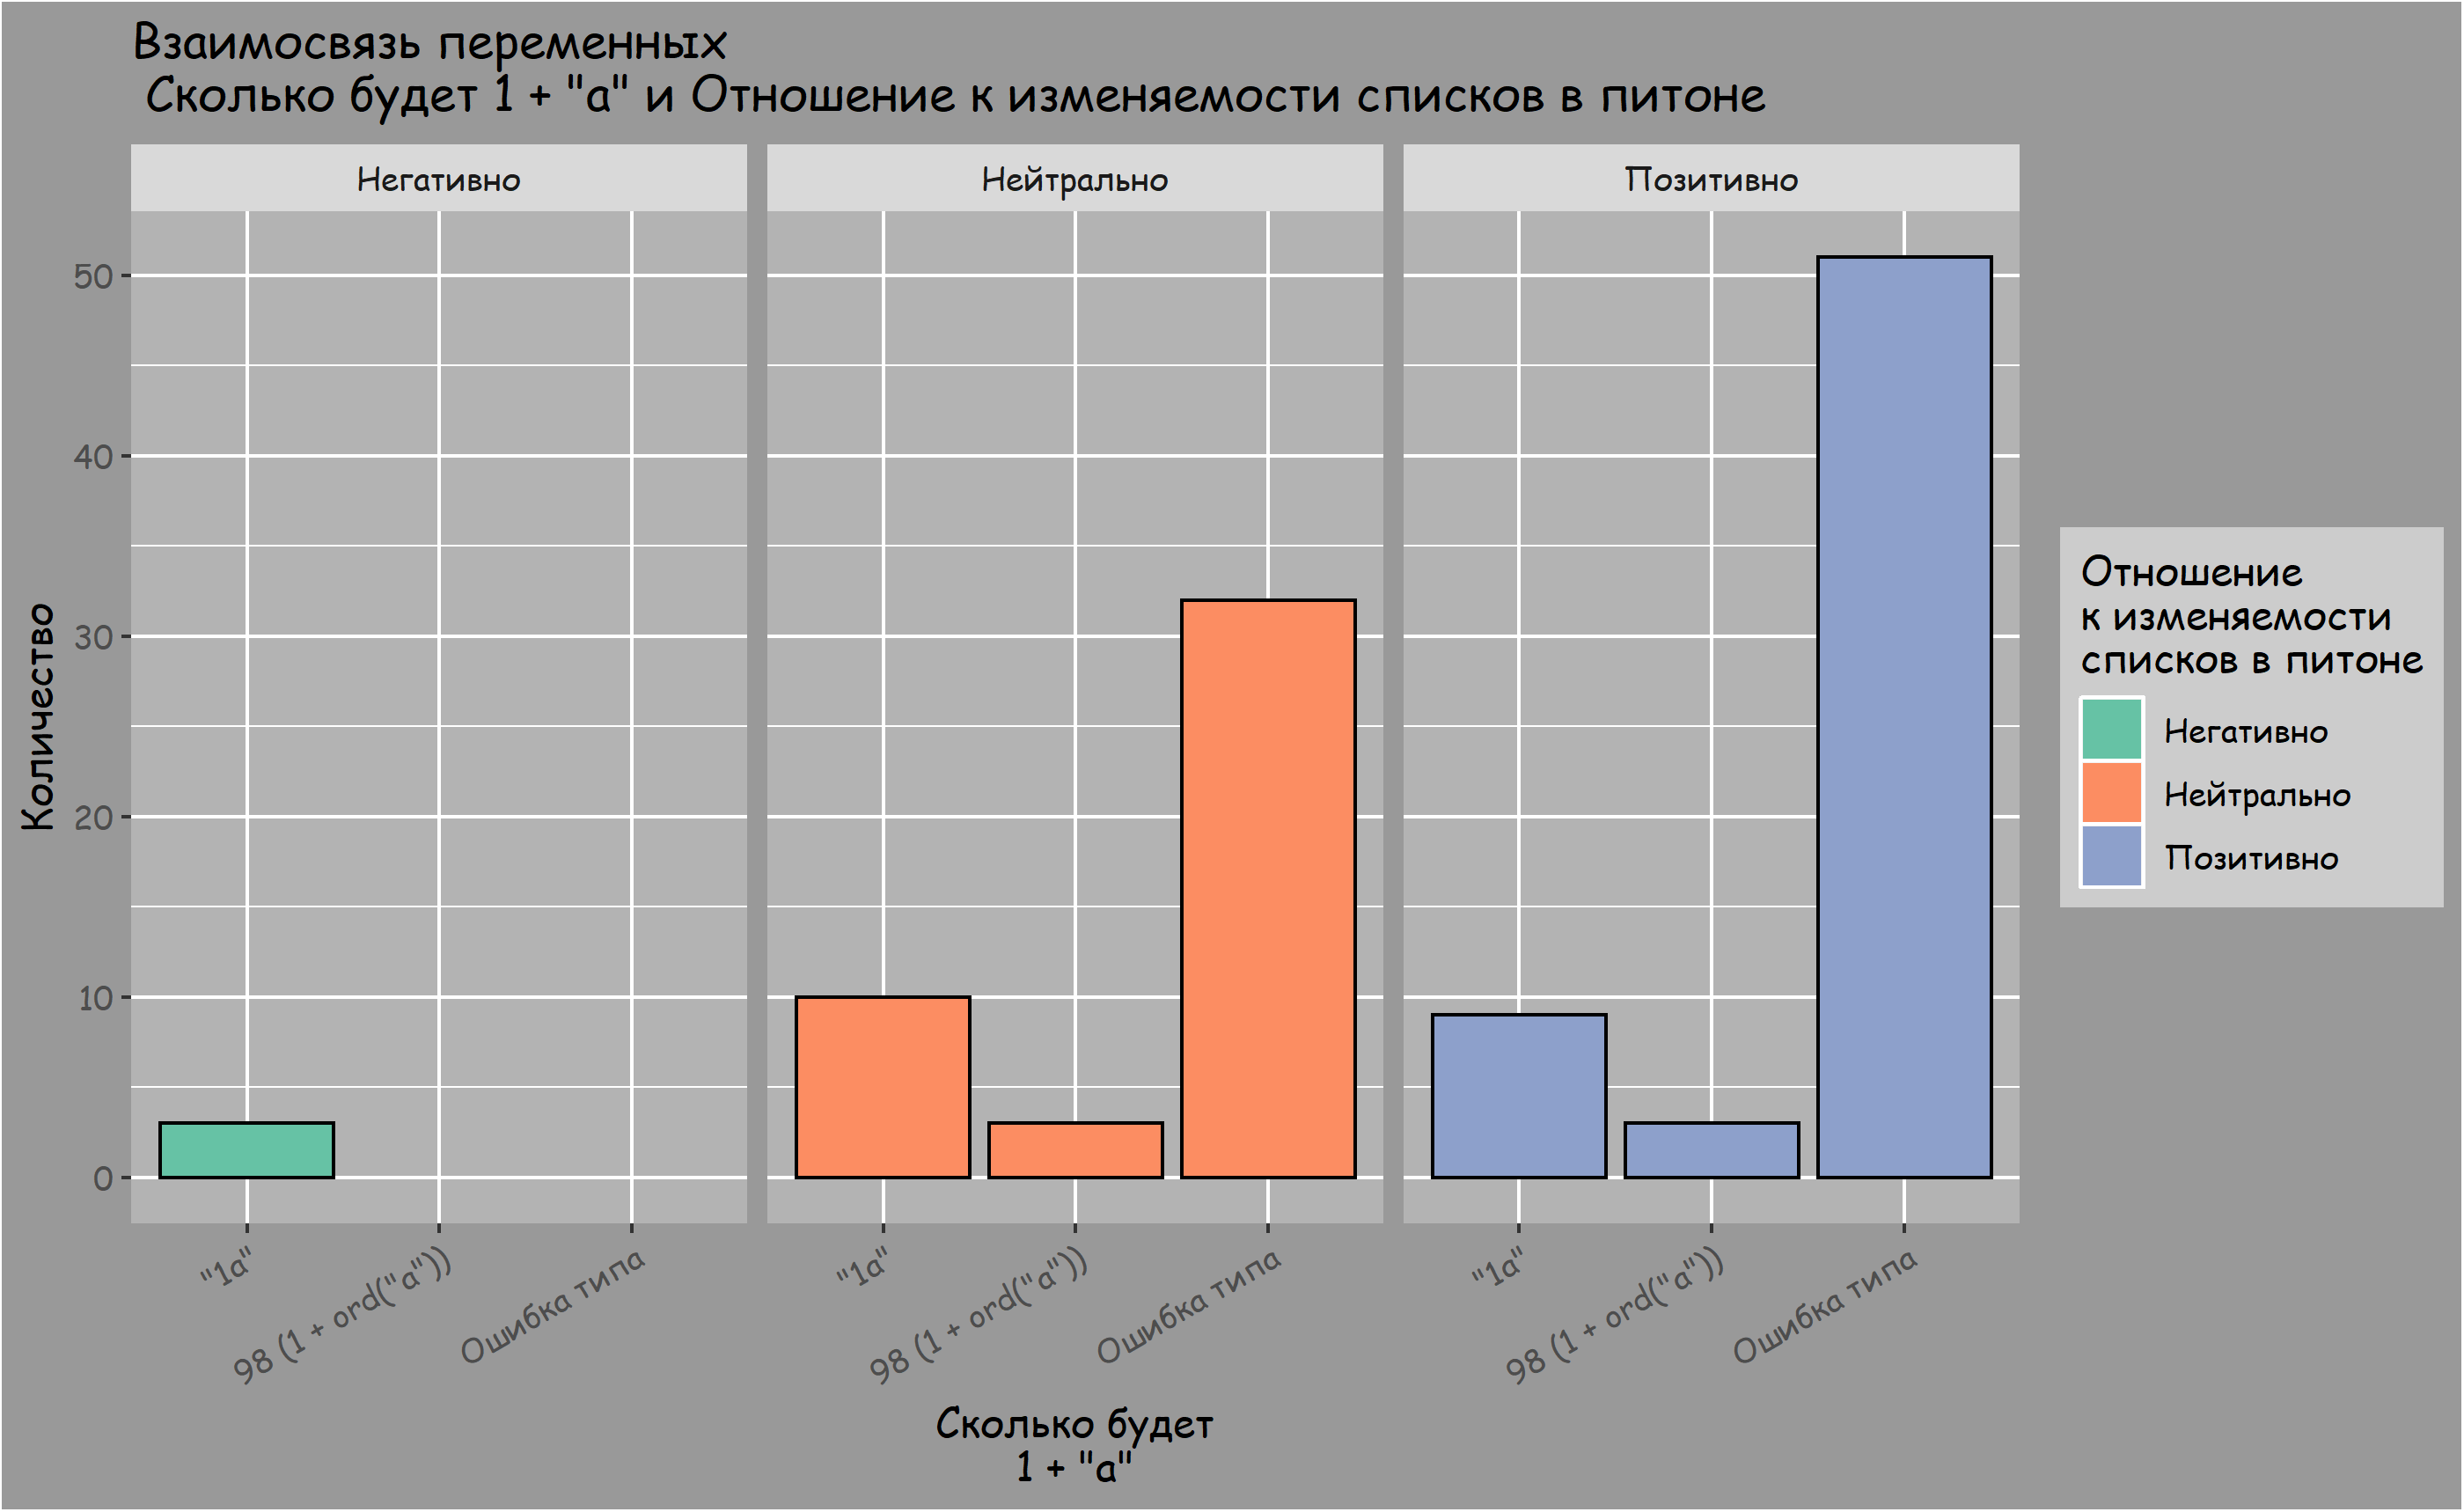 Взаимосвязь переменных
Сколько будет 1 + "a" и Отношение к изменяемости списков в питоне
Негативно
Нейтрально
Позитивно
Количество
50
40
30
20
10
0
"1a"
98 (1 + ord("a"))
Ошибка типа
"1a"
98 (1 + ord("a"))
Ошибка типа
"1a"
98 (1 + ord("a"))
Ошибка типа
Сколько будет
1 + "a"
Отношение
к изменяемости
списков в питоне
Негативно
Нейтрально
Позитивно